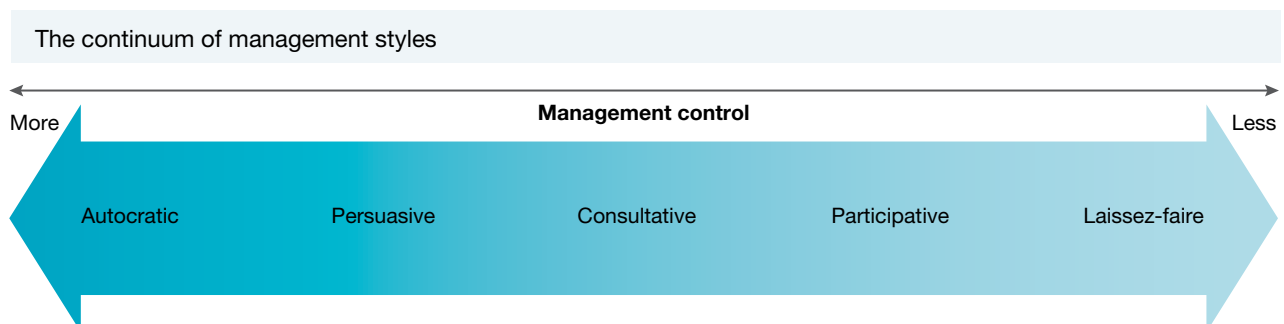 The continuum of management styles
Management control
More
Less
Autocratic
Persuasive
Consultative
Participative
Laissez-faire